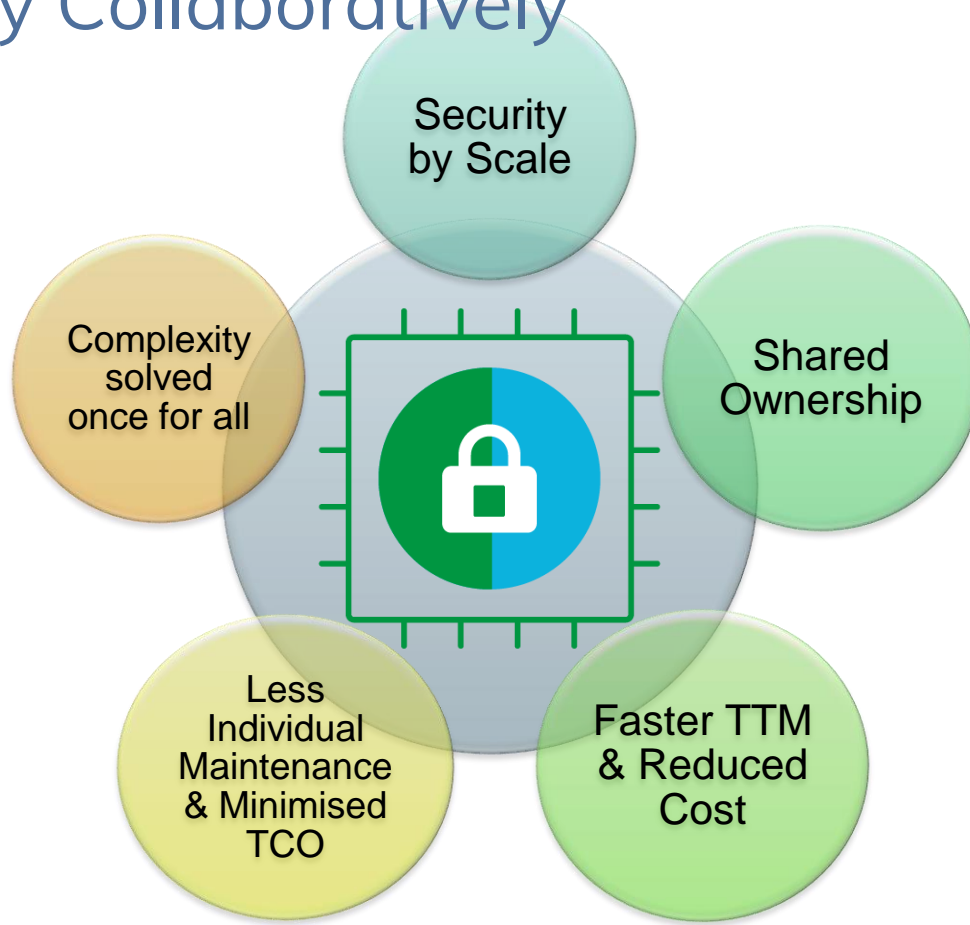 y Collaboratively
Security
by Scale
Complexity
solved
once for all
Shared
Ownership
Less
Individual
Maintenance
& Minimised
TCO
Faster TTM
& Reduced
Cost